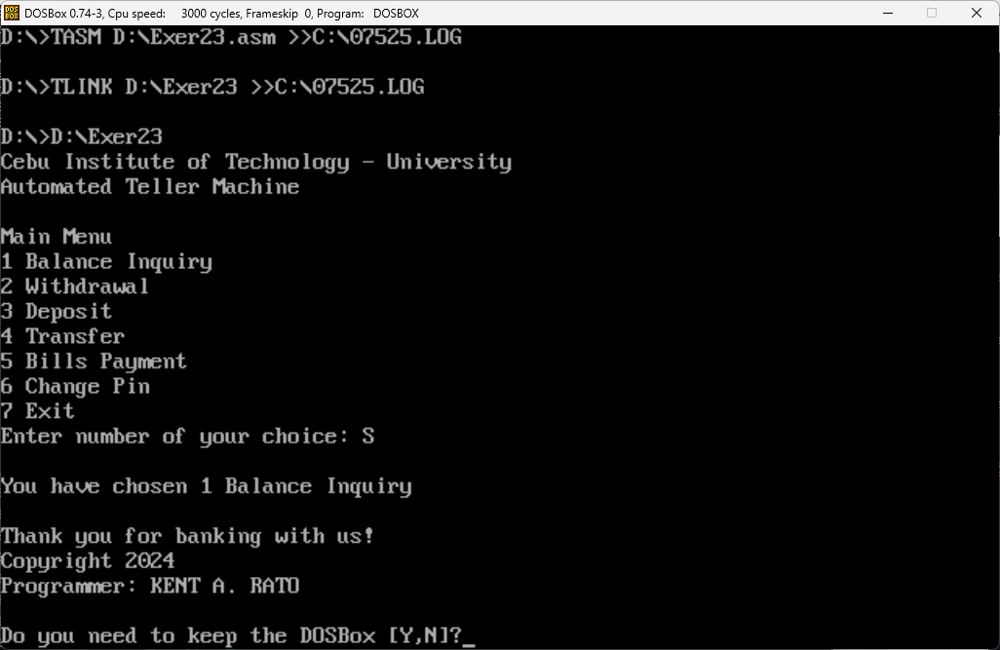 DOSBox 0.74-3, Cpu speed: 3000 cycles, Frameskip 0, Program: DOSBOX
D:\>TASM D:\Exer23.asm >>C:\07525.LOG
D:\>TLINK D:\Exer23 >>C:\07525.LOG
D:\>D:\Exer23
Cebu Institute of Technology - University
Automated Teller Machine
Main Menu
1 Balance Inquiry
2 Withdrawal
3 Deposit
4 Transfer
5 Bills Payment
6 Change Pin
7 Exit
Enter number of your choice: S
You have chosen 1 Balance Inquiry
Thank you for banking with us!
Copyright 2024
Programmer: KENT A. RATO
Do you need to keep the DOSBox [Y,N]?_